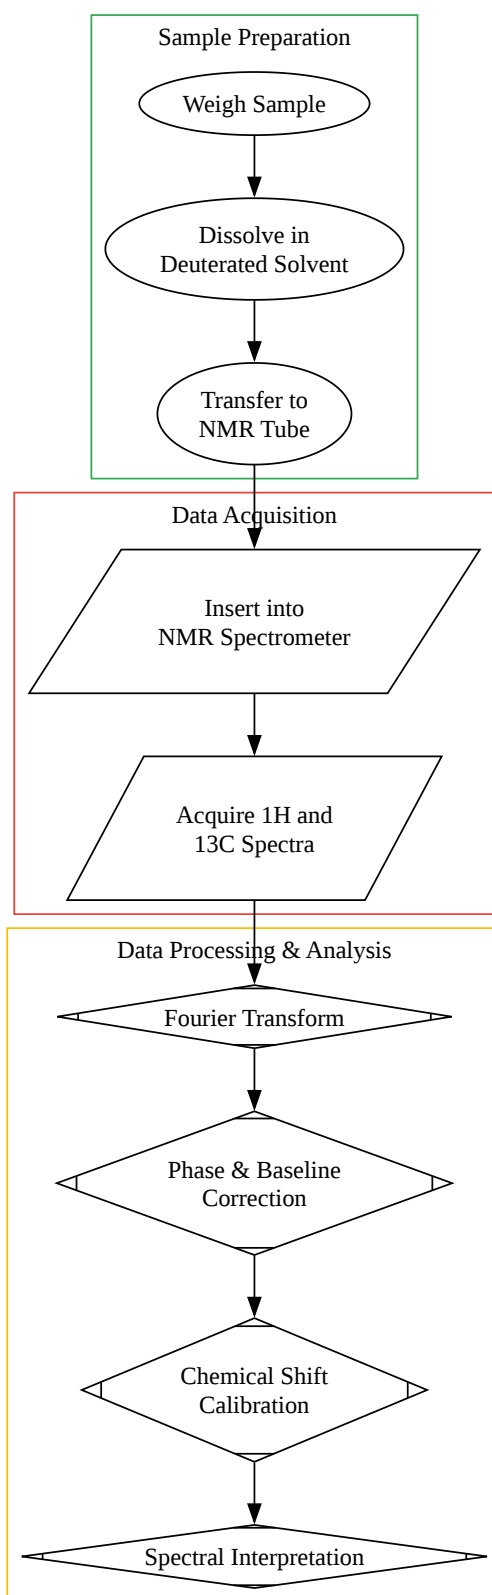 Sample Preparation
Weigh Sample
Dissolve in
Deuterated Solvent
Transfer to
NMR Tube
Data Acquisition
Insert into
NMR Spectrometer
Acquire 1H and
13C Spectra
Data Processing & Analysis
Fourier Transform
Phase & Baseline
Correction
Chemical Shift
Calibration
Spectral Interpretation